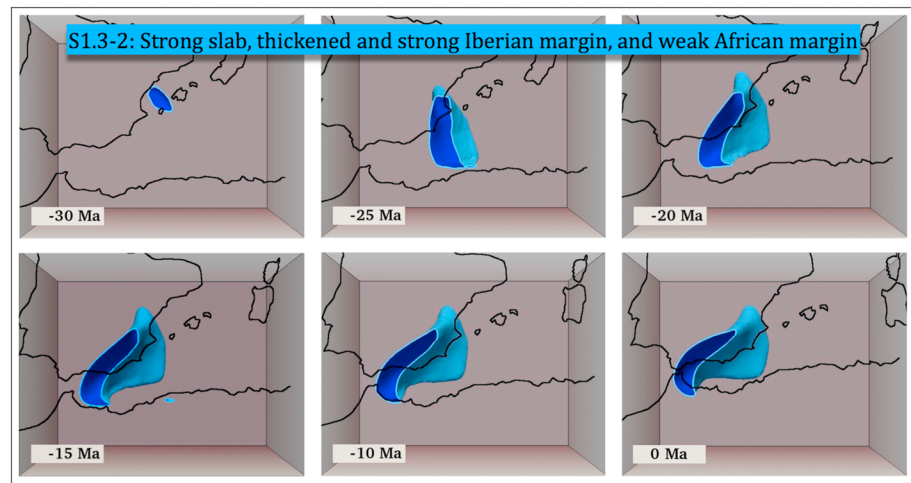 S1.3-2: Strong slab, thickened and strong Iberian margin, and weak African margin
-30 Ma
-25 Ma
-20 Ma
-15 Ma
-10 Ma
0 Ma